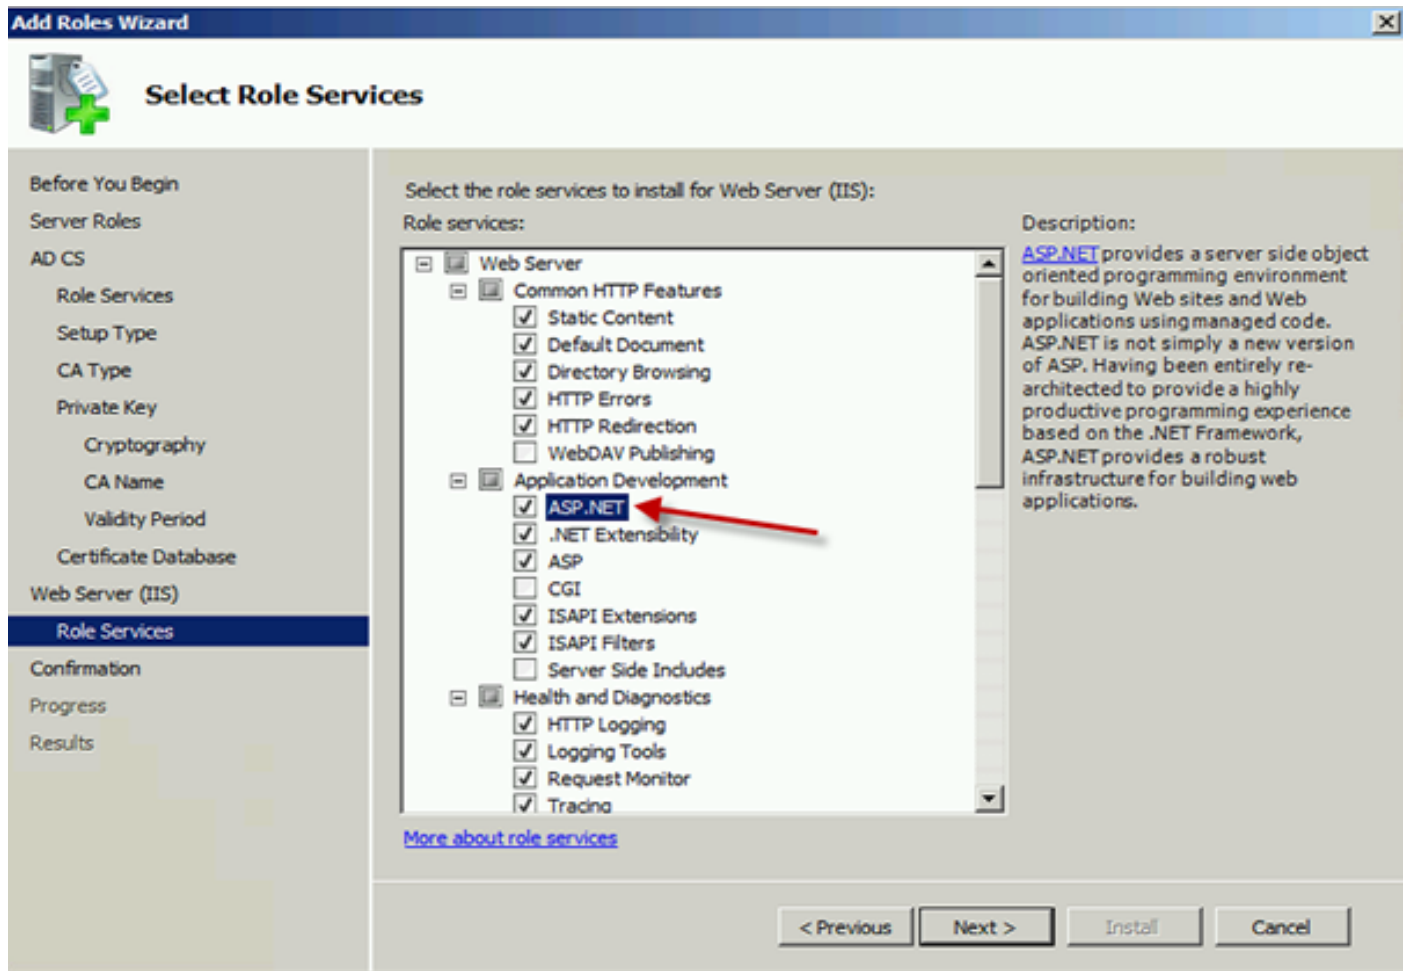 Add Roles Wizard
Select Role Services
Before You Begin
Server Roles
AD CS
Role Services
Setup Type
CA Type
Private Key
Cryptography
CA Name
Validity Period
Certificate Database
Web Server (IIS)
Role Services
Confirmation
Progress
Results
Select the role services to install for Web Server (IIS):
Role services:
Web Server
Common HTTP Features
Static Content
Default Document
Directory Browsing
HTTP Errors
HTTP Redirection
WebDAV Publishing
Application Development
ASP.NET
.NET Extensibility
ASP
CGI
ISAPI Extensions
ISAPI Filters
Server Side Includes
Health and Diagnostics
HTTP Logging
Logging Tools
Request Monitor
Tracing
More about role services
Description:
ASP.NET provides a server side object
oriented programming environment
for building Web sites and Web
applications using managed code.
ASP.NET is not simply a new version
of ASP. Having been entirely re-
architected to provide a highly
productive programming experience
based on the .NET Framework,
ASP.NET provides a robust
infrastructure for building web
applications.
< Previous
Next >
Install
Cancel